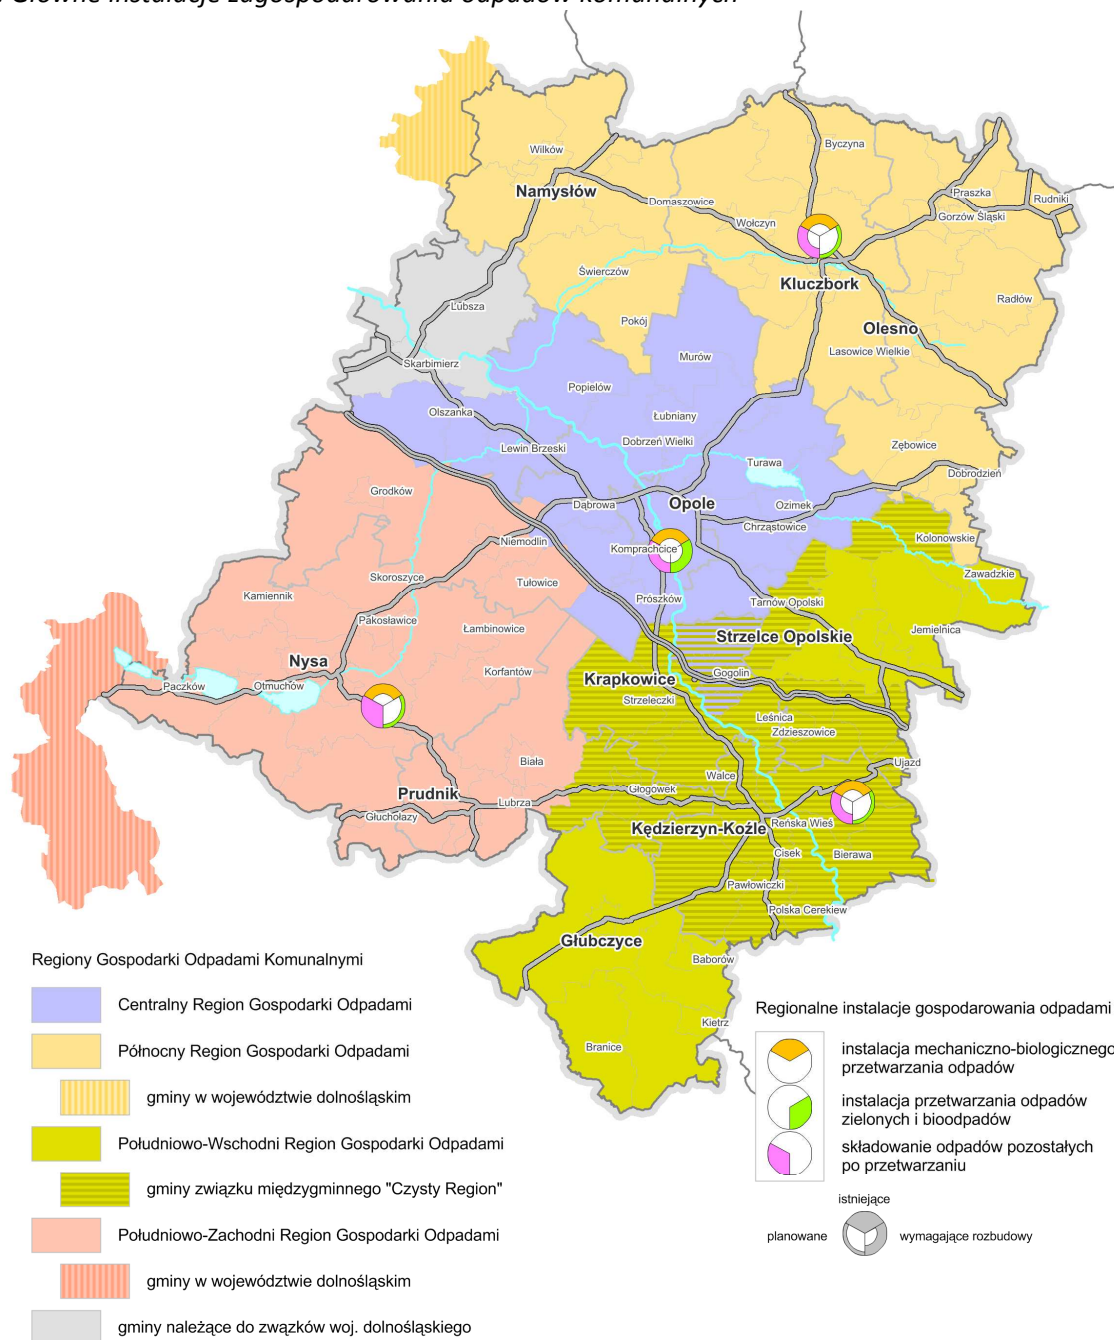 Główne instalacje zagospodarowania odpadów komunalnych
Wilków
Byczyna
Namysłów
Domaszowice
Praszka
Rudniki
Wołczyn
Gorzów Śląski
Świerczów
Kluczbork
Radłów
Lubsza
Pokój
Olesno
Skarbimierz
Murów
Lasowice Wielkie
Popielów
Olszanka
Łubniany
Lewin Brzeski
Dobrzeń Wielki
Zębowice
Turawa
Dobrodzień
Grodków
Dąbrowa
Opole
Ozimek
Chrząstowice
Niemodlin
Komprachcice
Kolonowskie
Skoroszyce
Tułowice
Zawadzkie
Kamiennik
Prószków
Tarnów Opolski
Pakosławice
Łambinowice
Strzelce Opolskie
Jemielnica
Nysa
Korfantów
Krapkowice
Gogolin
Paczków
Otmuchów
Strzeleczki
Leśnica
Zdzieszowice
Biała
Walce
Ujazd
Prudnik
Lubrza
Głogówek
Głuchołazy
Kędzierzyn-Koźle
Reńska Wieś
Cisek
Bierawa
Pawłowiczki
Polska Cerekiew
Głubczyce
Baborów
Kietrz
Branice
Regiony Gospodarki Odpadami Komunalnymi
Centralny Region Gospodarki Odpadami
Północny Region Gospodarki Odpadami
gminy w województwie dolnośląskim
Południowo-Wschodni Region Gospodarki Odpadami
gminy związku międzygminnego "Czysty Region"
Południowo-Zachodni Region Gospodarki Odpadami
gminy w województwie dolnośląskim
gminy należące do zwązków woj. dolnośląskiego
Regionalne instalacje gospodarowania odpadami
instalacja mechaniczno-biologicznego
przetwarzania odpadów
instalacja przetwarzania odpadów
zielonych i bioodpadów
składowanie odpadów pozostałych
po przetwarzaniu
istniejące
planowane
wymagające rozbudowy